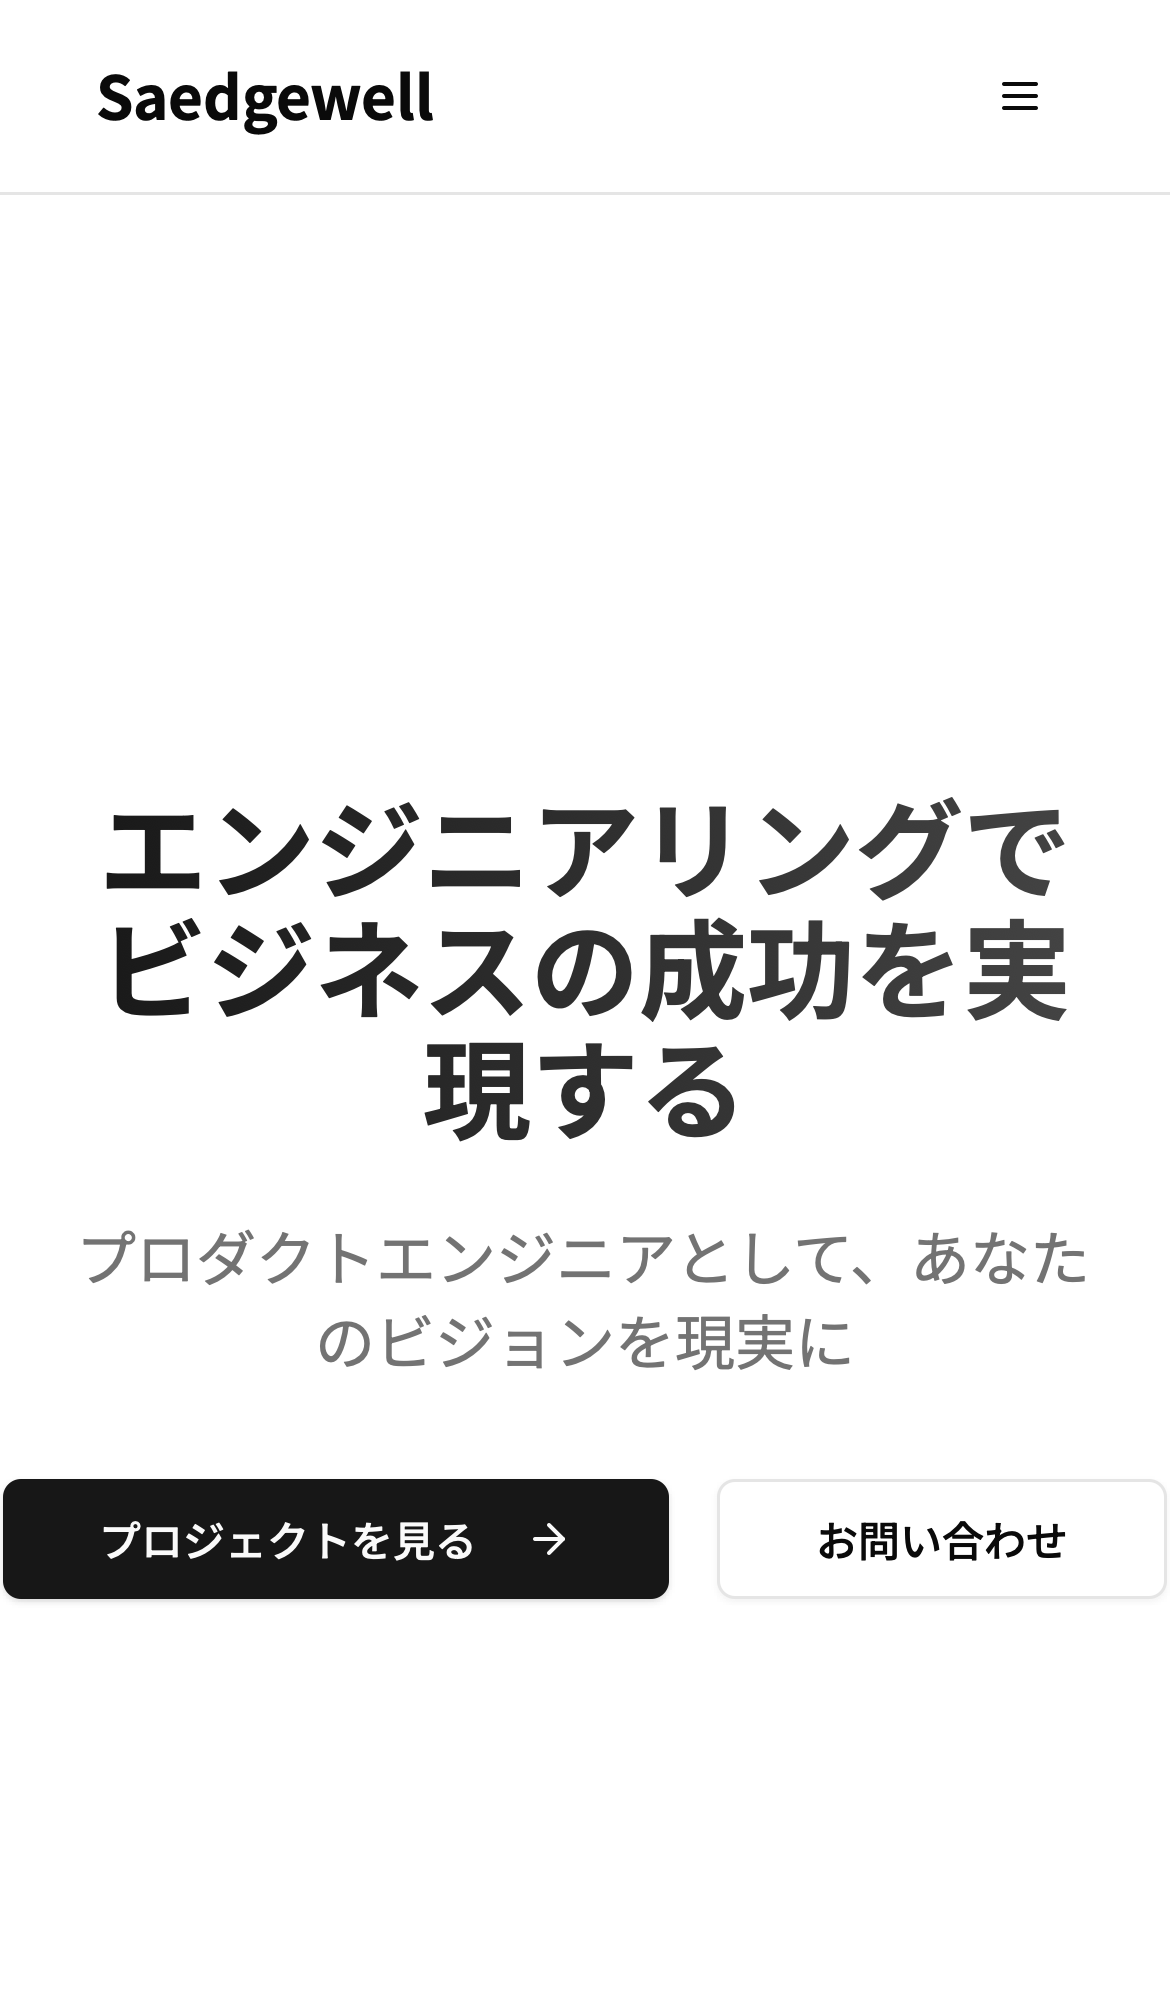 Saedgewell
エンジニアリングで
ビジネスの成功を実
現する
プロダクトエンジニアとして、あなた
のビジョンを現実に
プロジェクトを見る
お問い合わせ